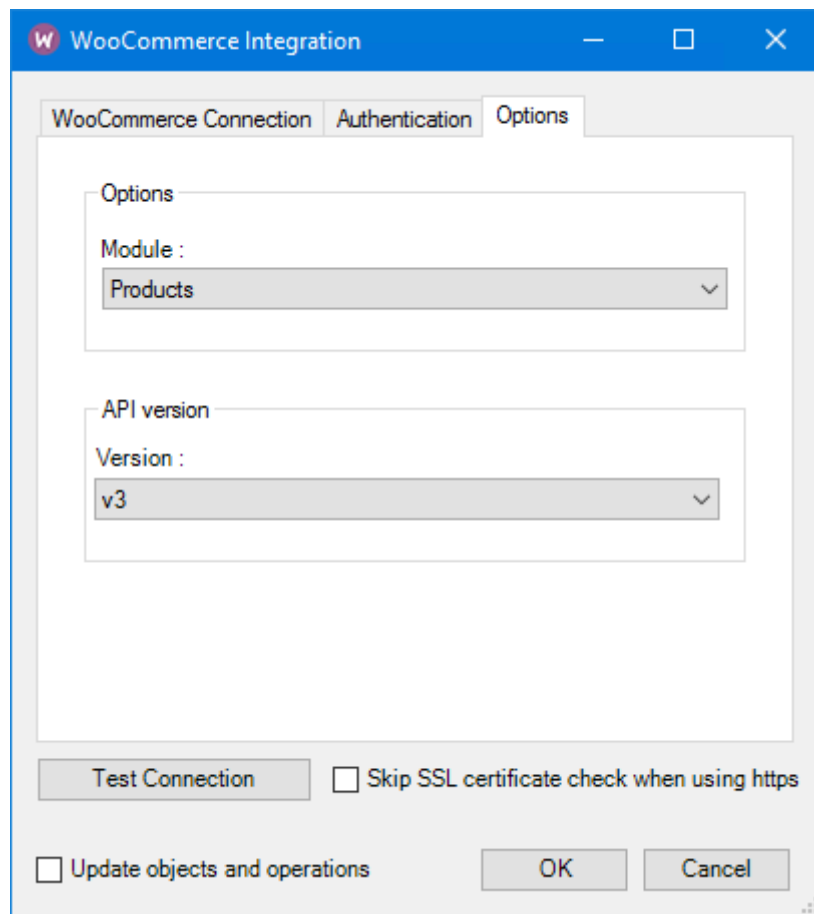 W WooCommerce Integration
WooCommerce Connection Authentication Options
Options
Module :
Products
API version
Version :
v3
Test Connection Skip SSL certificate check when using https
Update objects and operations OK Cancel